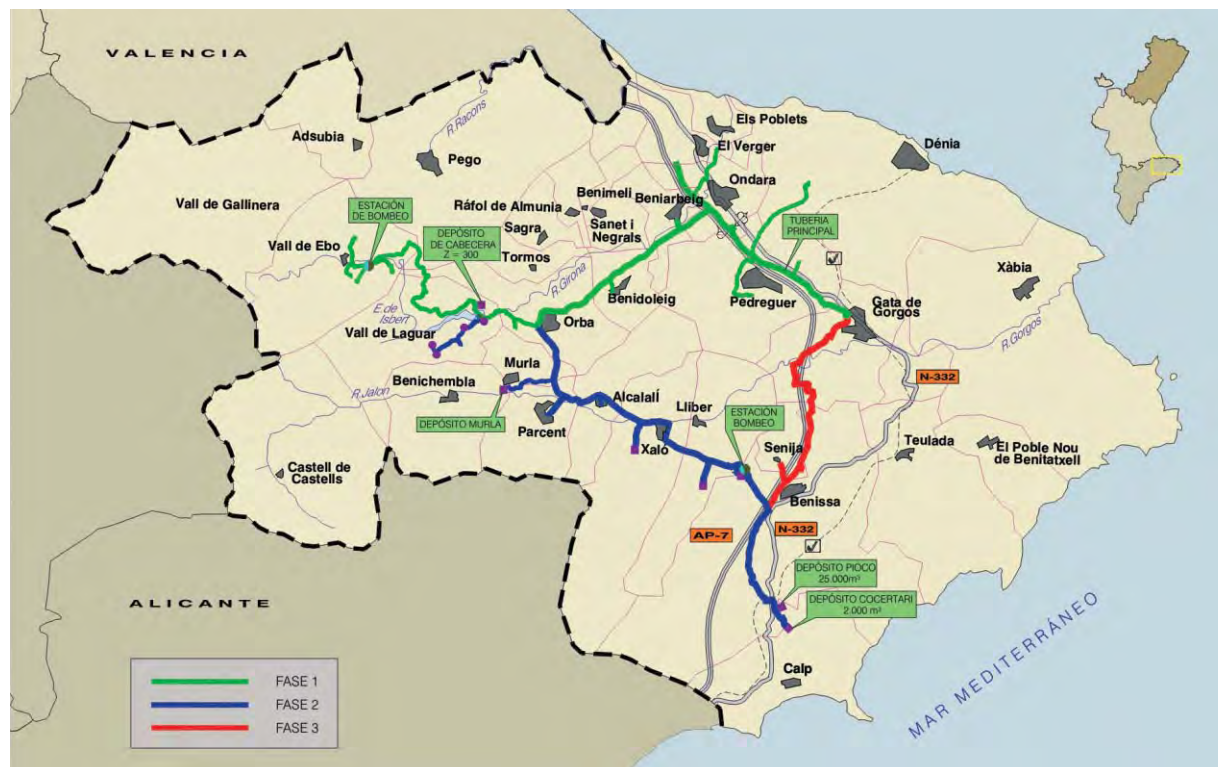 VALENCIA
Els Poblets
El Verger
Dénia
R. Racons
Adsubia
Pego
Ondara
Benimeli
Beniarbeig
Vall de Gallinera
ESTACIÓN
DE BOMBEO
Ráfol de Almunia
Sanet i
Negrals
Sagra
TUBERIA
PRINCIPAL
Vall de Ebo
DEPÓSITO
DE CABECERA
Z = 300
Tormos
R. Girona
Xàbia
E. de
Isbert
Benidoleig
Pedreguer
Gata de
Gorgos
Vall de Laguar
Orba
R. Gorgos
Murla
N-332
R. Jalon
Benichembla
Alcalalí
Lliber
ESTACIÓN
BOMBEO
DEPÓSITO MURLA
Parcent
Xaló
Senija
Teulada
El Poble Nou
de Benitatxell
Castell de
Castells
Benissa
AP-7
N-332
DEPÓSITO PIOCO
25.000m³
DEPÓSITO COCERTARI
2.000 m³
ALICANTE
MAR MEDITERRÁNEO
Calp
FASE 1
FASE 2
FASE 3